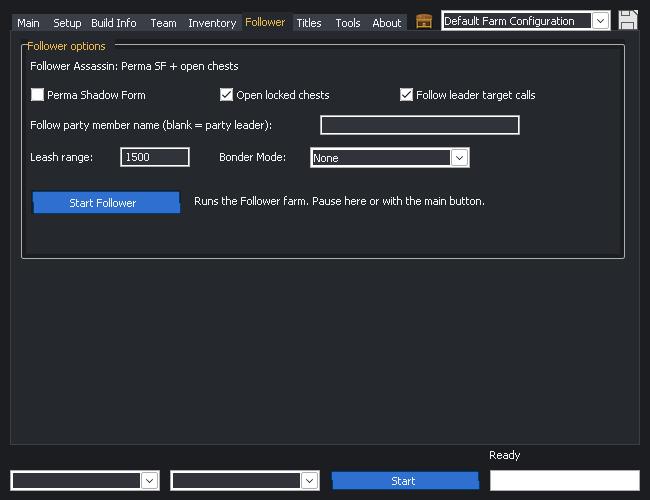 Main Setup Build Info Team Inventory Follower Titles Tools About Default Farm Configuration
Follower options
Follower Assassin: Perma SF + open chests
Perma Shadow Form Open locked chests Follow leader target calls
Follow party member name (blank = party leader):
Leash range: 1500 Bonder Mode: None
Start Follower Runs the Follower farm. Pause here or with the main button.
Ready
Start